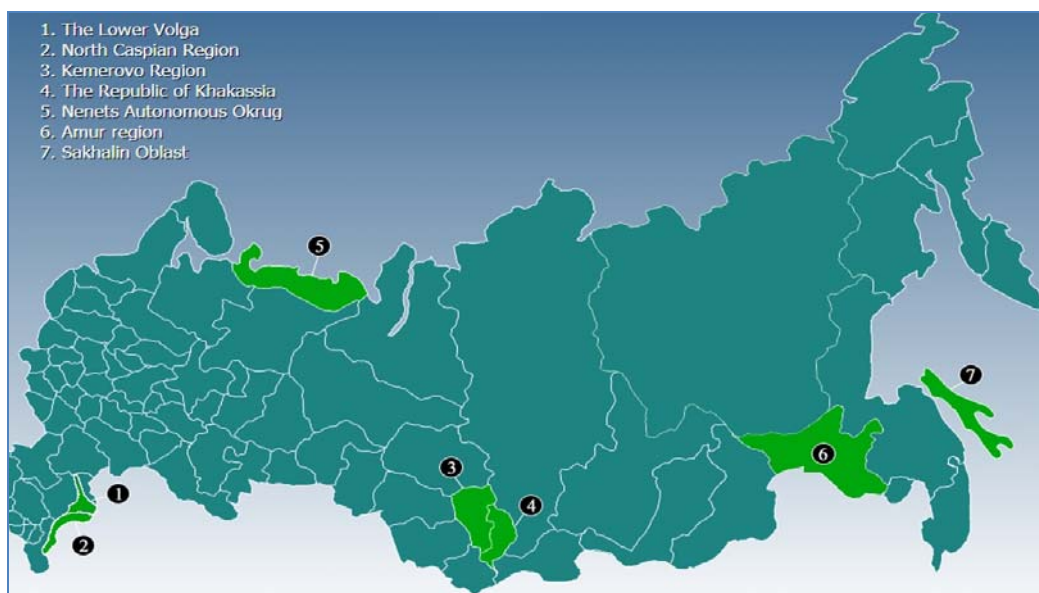 1. The Lower Volga
2. North Caspian Region
3. Kemerovo Region
4. The Republic of Khakassia
5. Nenets Autonomous Okrug
6. Amur region
7. Sakhalin Oblast
5
7
3
6
1
4
2